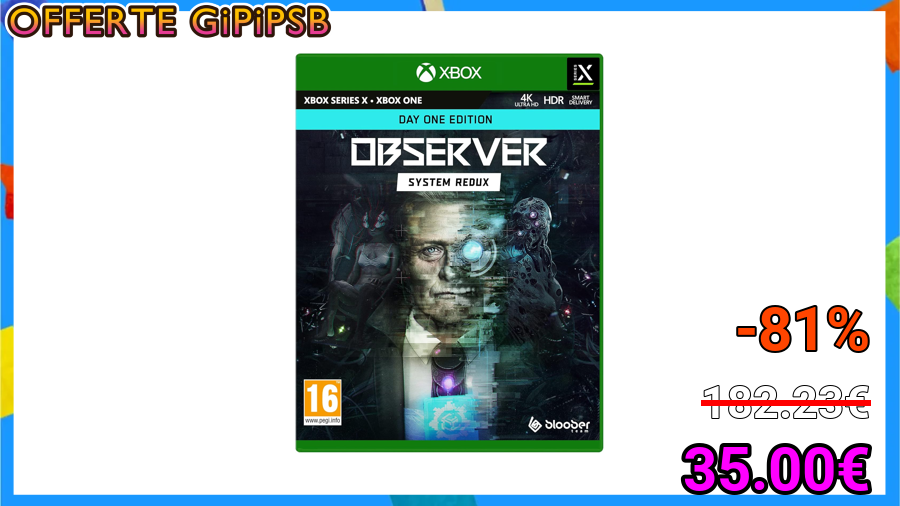 OFFERTE GiPiPSB
XBOX
SERIES X
XBOX SERIES X • XBOX ONE
4K
ULTRA HD
HDR
SMART
DELIVERY
DAY ONE EDITION
OBSERVER
SYSTEM REDUX
-81%
182.23€
35.00€
16
www.pegi.info
bloober
team